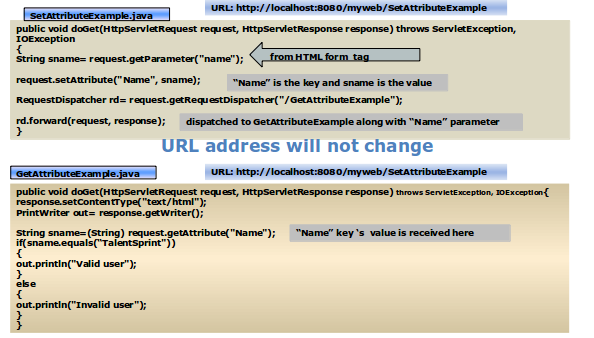 SetAttributeExample.java
URL: http://localhost:8080/myweb/SetAttributeExample
public void doGet(HttpServletRequest request, HttpServletResponse response) throws ServletException,
IOException
{
String sname= request.getParameter("name");
from HTML form tag
request.setAttribute("Name", sname);
“Name” is the key and sname is the value
RequestDispatcher rd= request.getRequestDispatcher("/GetAttributeExample");
rd.forward(request, response);
dispatched to GetAttributeExample along with “Name” parameter
}
URL address will not change
GetAttributeExample.java
URL: http://localhost:8080/myweb/SetAttributeExample
public void doGet(HttpServletRequest request, HttpServletResponse response) throws ServletException, IOException{
response.setContentType("text/html");
PrintWriter out= response.getWriter();
String sname=(String) request.getAttribute("Name");
“Name” key ‘s value is received here
if(sname.equals("TalentSprint"))
{
out.println("Valid user");
}
else
{
out.println("Invalid user");
}
}